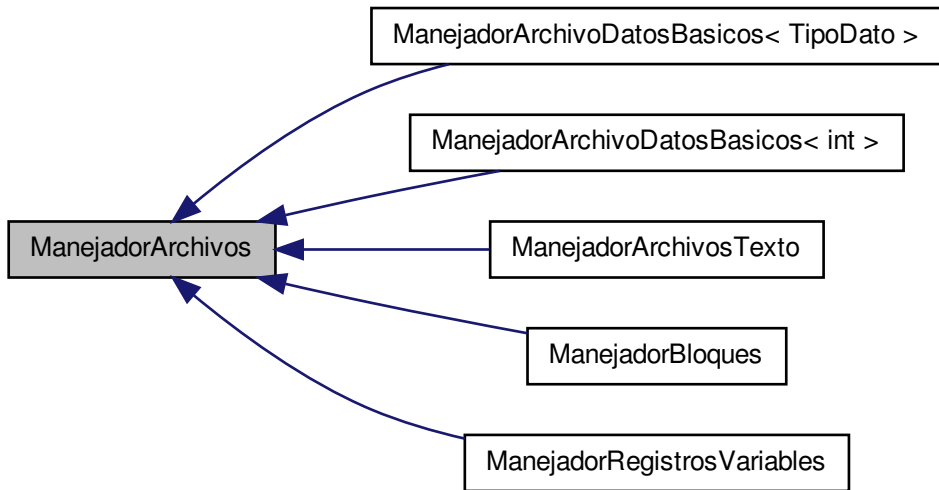 ManejadorArchivoDatosBasicos< TipoDato >
ManejadorArchivoDatosBasicos< int >
ManejadorArchivos
ManejadorArchivosTexto
ManejadorBloques
ManejadorRegistrosVariables